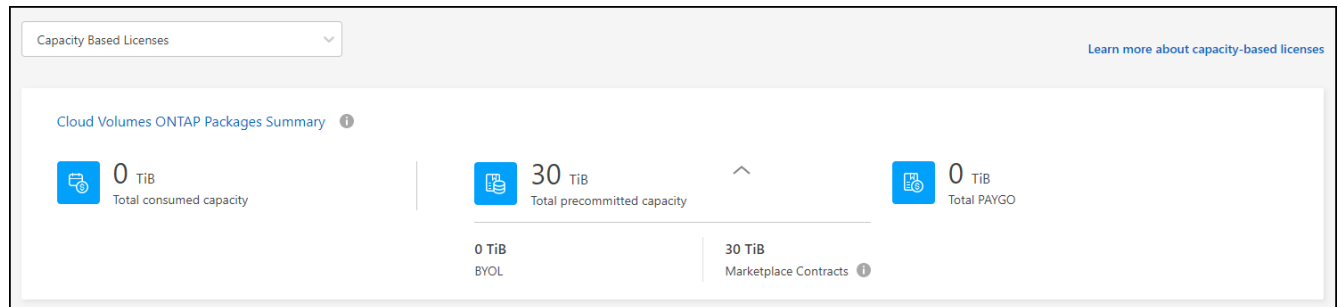 Capacity Based Licenses
Learn more about capacity-based licenses
Cloud Volumes ONTAP Packages Summary
0 TiB
Total consumed capacity
30 TiB
Total precommitted capacity
0 TiB
Total PAYGO
0 TiB
BYOL
30 TiB
Marketplace Contracts